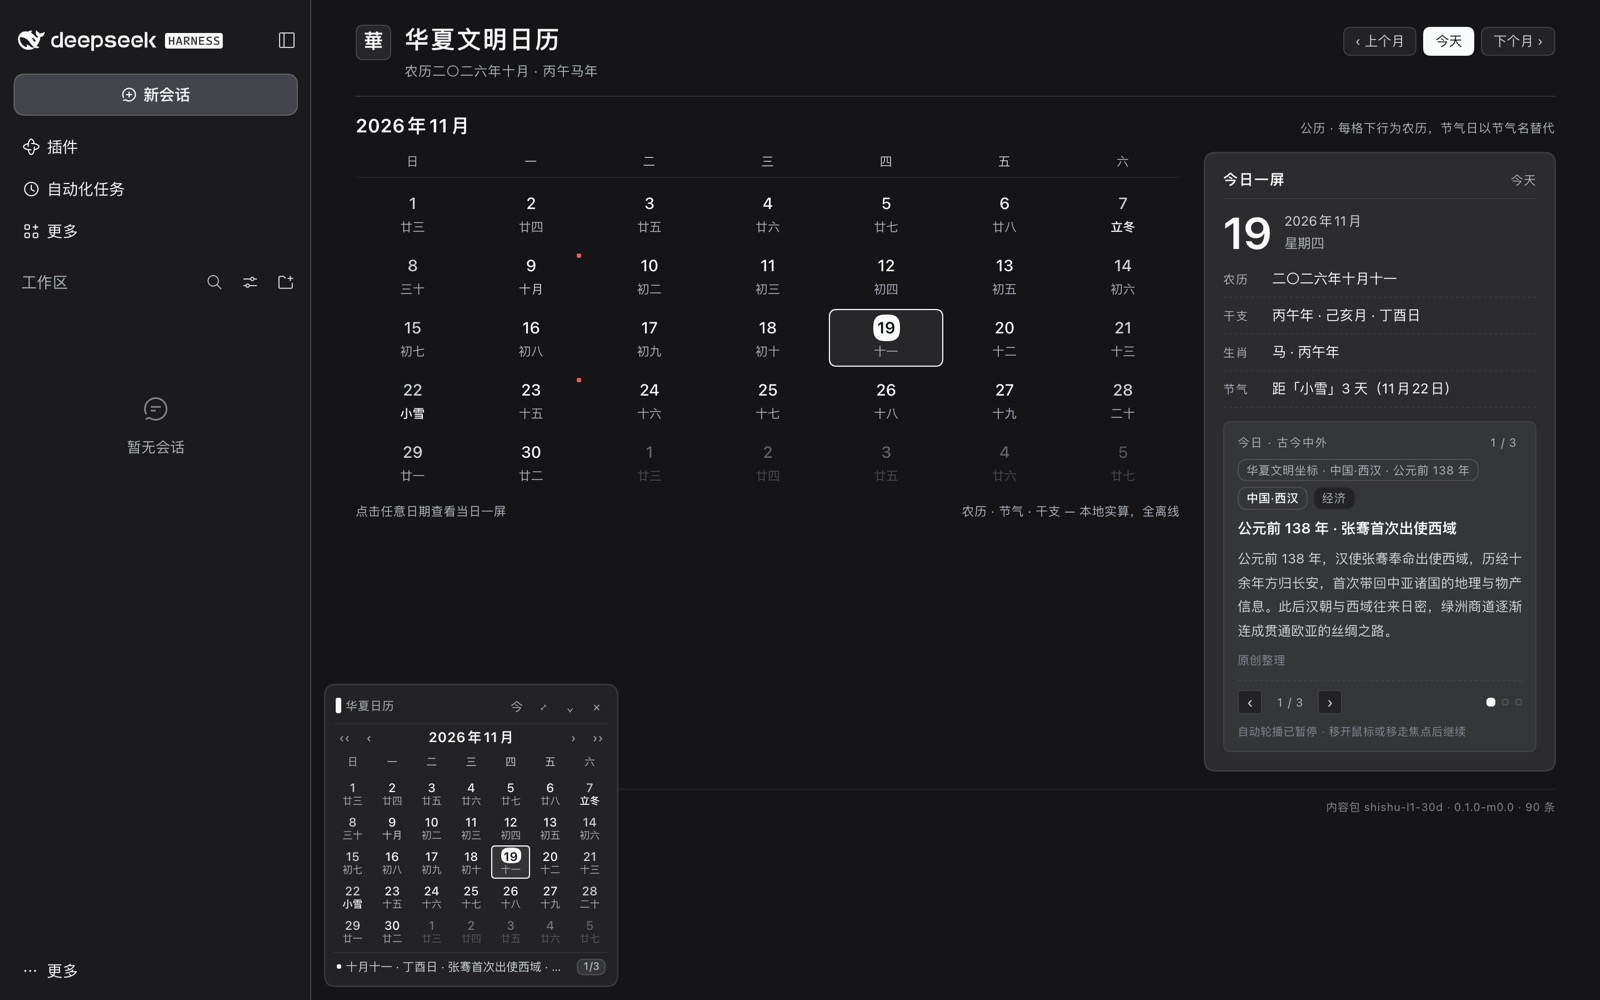 deepseek HARNESS
新会话
插件
自动化任务
更多
工作区
暂无会话
更多
華 华夏文明日历
农历二〇二六年十月 · 丙午马年
‹ 上个月 今天 下个月 ›
2026年11月
公历 · 每格下行为农历，节气日以节气名替代
日 一 二 三 四 五 六
1 2 3 4 5 6 7
廿三 廿四 廿五 廿六 廿七 廿八 立冬
8 9 10 11 12 13 14
三十 十月 初二 初三 初四 初五 初六
15 16 17 18 19 20 21
初七 初八 初九 初十 十一 十二 十三
22 23 24 25 26 27 28
小雪 十五 十六 十七 十八 十九 二十
29 30 1 2 3 4 5
廿一 廿二 廿三 廿四 廿五 廿六 廿七
点击任意日期查看当日一屏
农历 · 节气 · 干支 — 本地实算，全离线
今日一屏 今天
19 2026年11月
星期四
农历 二〇二六年十月十一
干支 丙午年 · 己亥月 · 丁酉日
生肖 马 · 丙午年
节气 距「小雪」3 天（11月22日）
今日 · 古今中外 1 / 3
华夏文明坐标 · 中国·西汉 · 公元前 138 年
中国·西汉 经济
公元前 138 年 · 张骞首次出使西域
公元前 138 年，汉使张骞奉命出使西域，历经十
余年方归长安，首次带回中亚诸国的地理与物产
信息。此后汉朝与西域往来日密，绿洲商道逐渐
连成贯通欧亚的丝绸之路。
原创整理
‹ 1 / 3 ›
自动轮播已暂停 · 移开鼠标或移走焦点后继续
内容包 shishu-l1-30d · 0.1.0-m0.0 · 90 条
华夏日历 今
‹‹ ‹ 2026年11月 › ››
日 一 二 三 四 五 六
1 2 3 4 5 6 7
廿三 廿四 廿五 廿六 廿七 廿八 立冬
8 9 10 11 12 13 14
三十 十月 初二 初三 初四 初五 初六
15 16 17 18 19 20 21
初七 初八 初九 初十 十一 十二 十三
22 23 24 25 26 27 28
小雪 十五 十六 十七 十八 十九 二十
29 30 1 2 3 4 5
廿一 廿二 廿三 廿四 廿五 廿六 廿七
十月十一 · 丁酉日 · 张骞首次出使西域 · ... 1/3